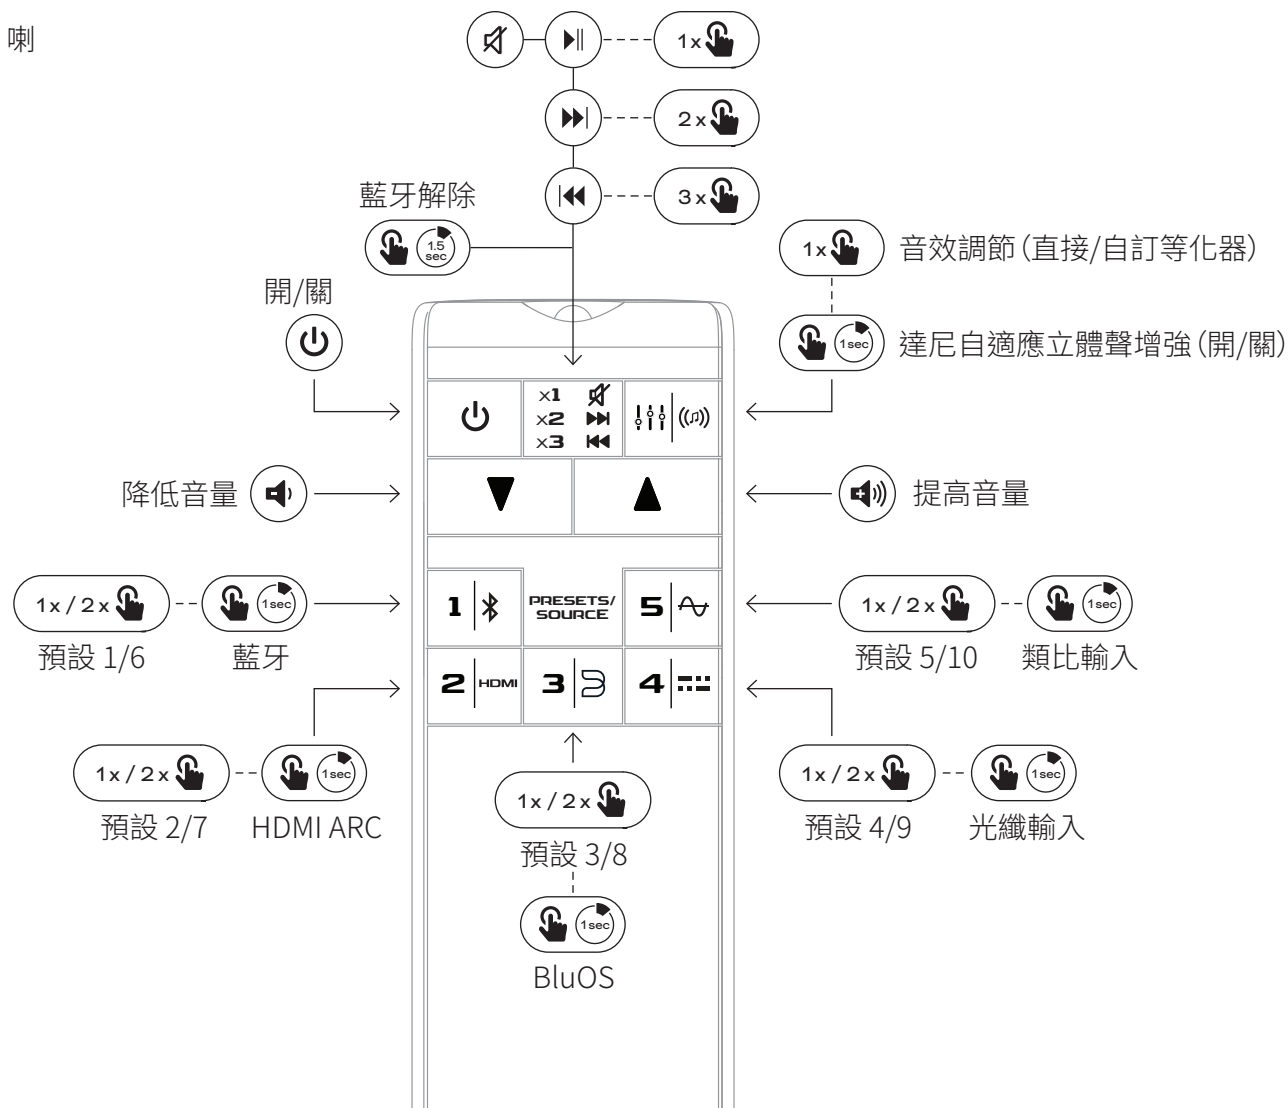 喇
1x
2x
3x
藍牙解除
1.5 sec
1x 音效調節（直接/自訂等化器）
開/關
1sec 達尼自適應立體聲增強（開/關）
x1
x2
x3
降低音量
提高音量
1x / 2x 1sec
1 PRESETS/ SOURCE 5
1x / 2x 1sec
預設 1/6 藍牙
預設 5/10 類比輸入
2 HDMI 3 4
1x / 2x 1sec
1x / 2x
1x / 2x 1sec
預設 2/7 HDMI ARC
預設 3/8
預設 4/9 光纖輸入
1sec
BluOS